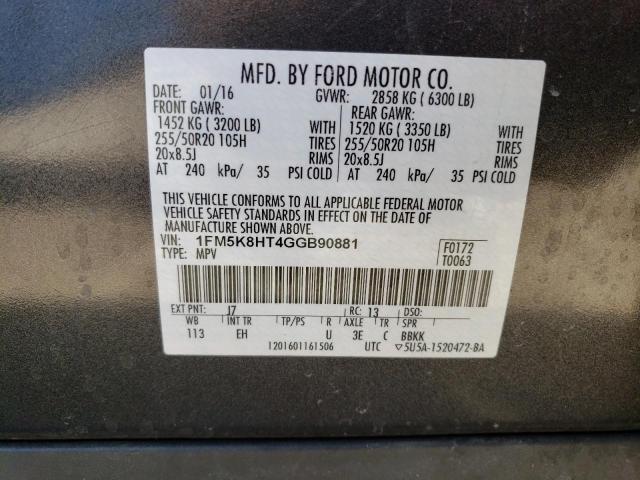 MFD. BY FORD MOTOR CO.
DATE: 01/16 GVWR: 2858 KG ( 6300 LB)
FRONT GAWR: REAR GAWR:
1452 KG ( 3200 LB) WITH 1520 KG ( 3350 LB) WITH
255/50R20 105H TIRES 255/50R20 105H TIRES
20x8.5J RIMS 20x8.5J RIMS
AT 240 kPa/ 35 PSI COLD AT 240 kPa/ 35 PSI COLD
THIS VEHICLE CONFORMS TO ALL APPLICABLE FEDERAL MOTOR
VEHICLE SAFETY STANDARDS IN EFFECT ON THE DATE OF
MANUFACTURE SHOWN ABOVE.
VIN: 1FM5K8HT4GGB90881 F0172
TYPE: MPV T0063
EXT PNT: J7 RC: 13 DSO:
WB INT TR TP/PS R AXLE TR SPR
113 EH U 3E C BBKK
1201601161506 UTC ▽5U5A-1520472-BA